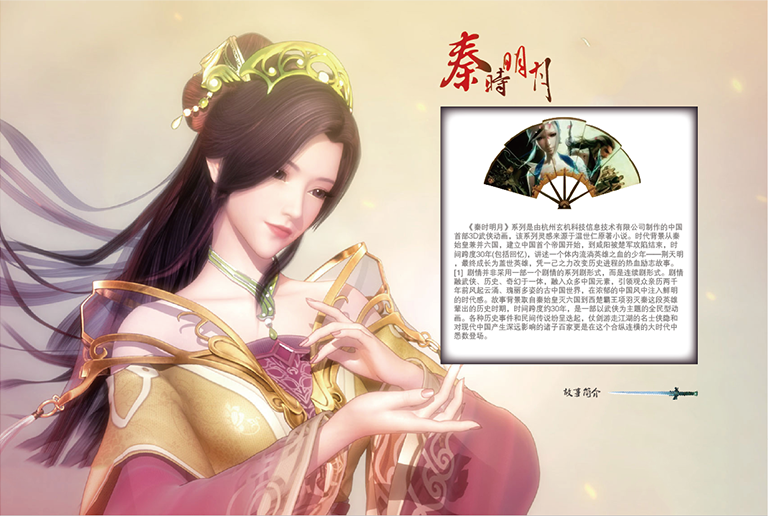 秦時明月
《秦时明月》系列是由杭州玄机科技信息技术有限公司制作的中国
首部3D武侠动画，该系列灵感来源于温世仁原著小说。时代背景从秦
始皇兼并六国，建立中国首个帝国开始，到咸阳被楚军攻陷结束，时
间跨度30年(包括回忆)，讲述一个体内流淌英雄之血的少年——荆天明
，最终成长为盖世英雄，凭一己之力改变历史进程的热血励志故事。
[1] 剧情并非采用一部一个剧情的系列剧形式，而是连续剧形式。剧情
融武侠、历史、奇幻于一体，融入众多中国元素，引领观众亲历两千
年前风起云涌、瑰丽多姿的古中国世界，在浓郁的中国风中注入鲜明
的时代感。故事背景取自秦始皇灭六国到西楚霸王项羽灭秦这段英雄
辈出的历史时期，时间跨度约30年，是一部以武侠为主题的全民型动
画。各种历史事件和民间传说纷呈迭起，仗剑游走江湖的名士侠隐和
对现代中国产生深远影响的诸子百家更是在这个合纵连横的大时代中
悉数登场。
故事简介